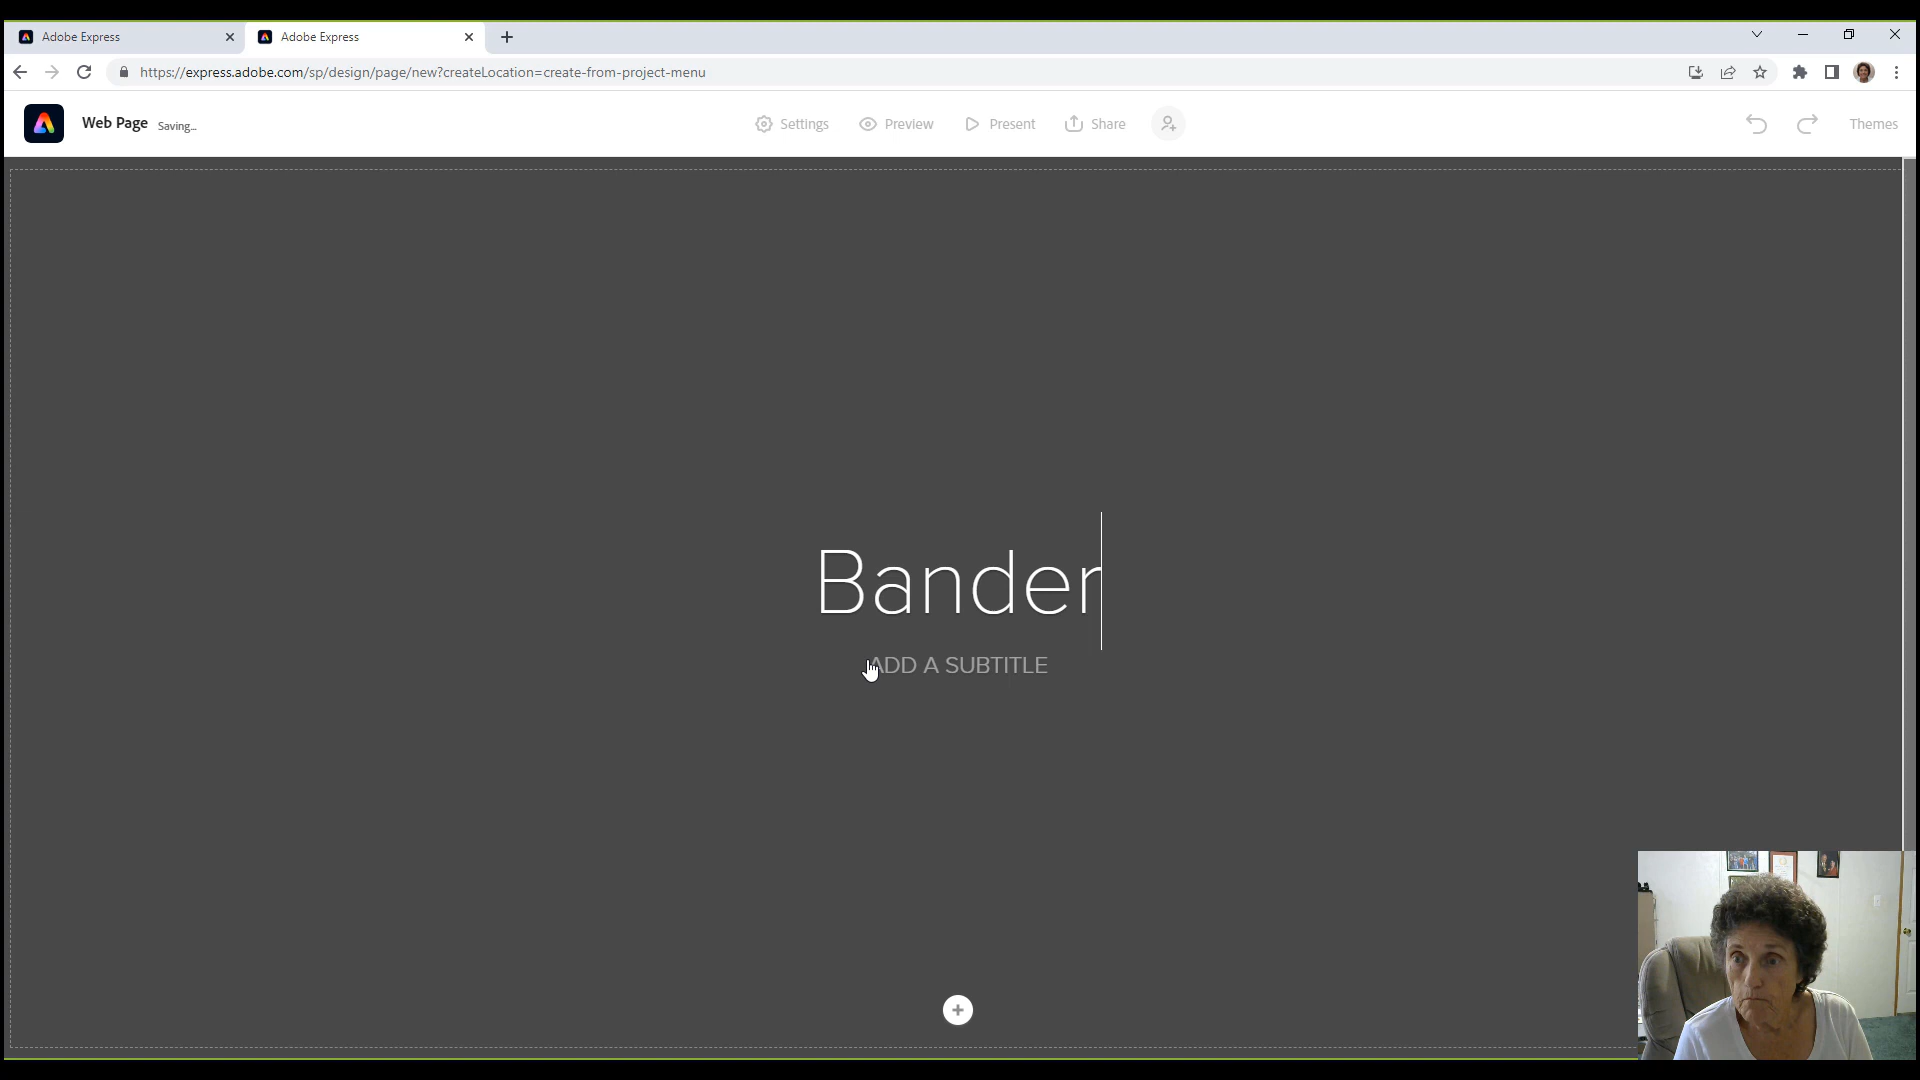 Adobe Express
Adobe Express
https://express.adobe.com/sp/design/page/new?createLocation=create-from-project-menu
Web Page Saving...
Settings Preview Present Share
Themes
Bander
ADD A SUBTITLE